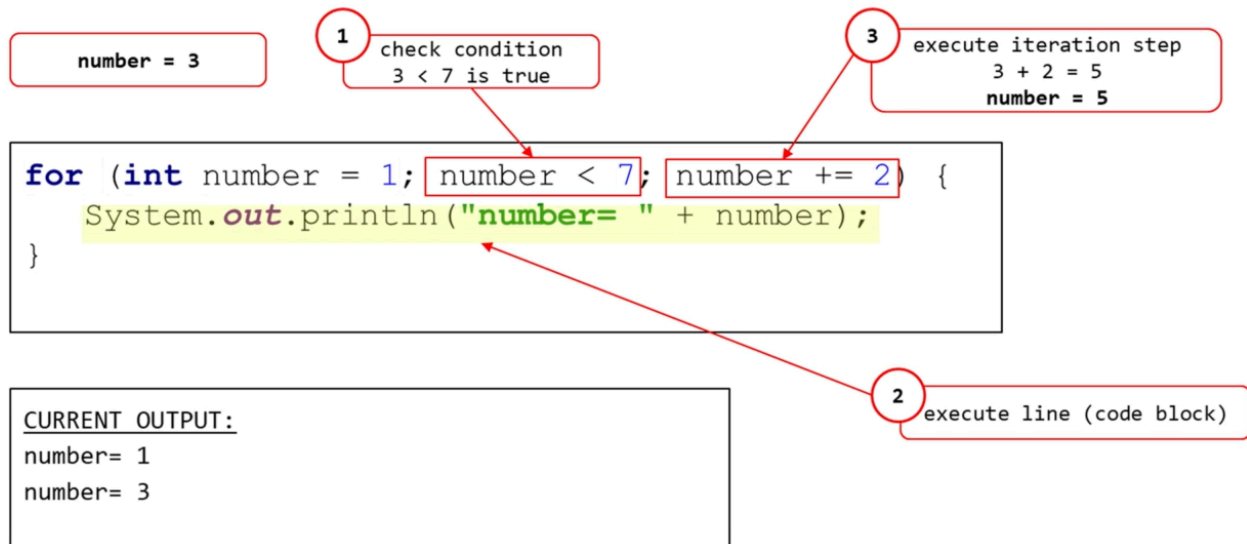 number = 3
1
check condition
3 < 7 is true
3
execute iteration step
3 + 2 = 5
number = 5
for (int number = 1; number < 7; number += 2) {
System.out.println("number= " + number);
}
2
execute line (code block)
CURRENT OUTPUT:
number= 1
number= 3